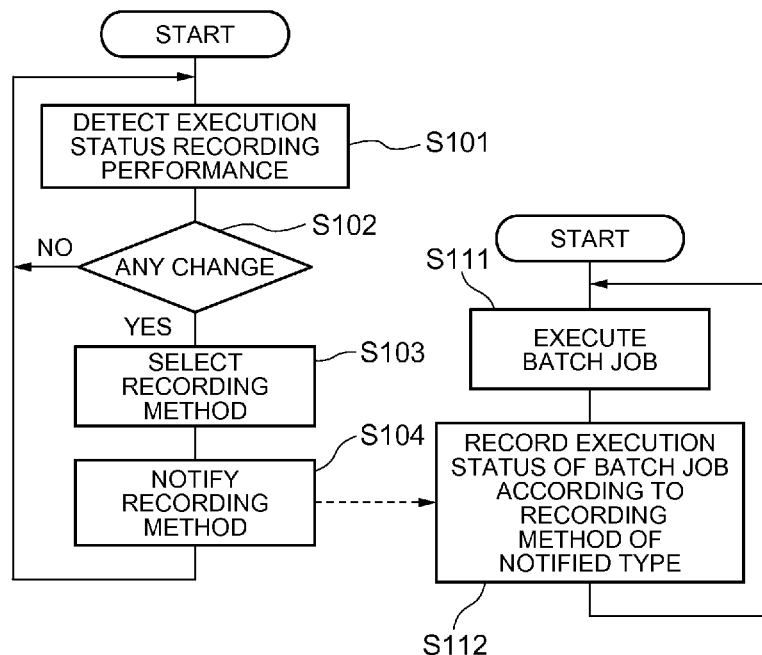 START
DETECT EXECUTION
STATUS RECORDING
PERFORMANCE
S101
S102
NO
ANY CHANGE
YES
SELECT
RECORDING
METHOD
S103
S104
NOTIFY
RECORDING
METHOD
START
S111
EXECUTE
BATCH JOB
RECORD EXECUTION
STATUS OF BATCH JOB
ACCORDING TO
RECORDING
METHOD OF
NOTIFIED TYPE
S112